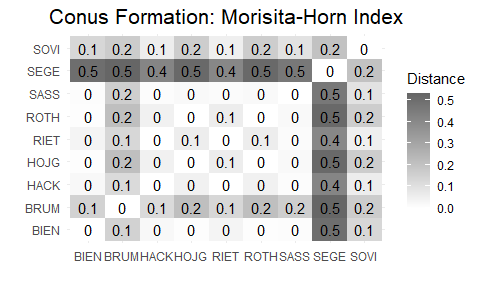 Conus Formation: Morisita-Horn Index
SOVI 0.1 0.2 0.1 0.2 0.1 0.2 0.1 0.2 0
SEGE 0.5 0.5 0.4 0.5 0.4 0.5 0.5 0 0.2
SASS 0 0.2 0 0 0 0 0 0.5 0.1
ROTH 0 0.2 0 0 0.1 0 0 0.5 0.2
RIET 0 0.1 0 0.1 0 0.1 0 0.4 0.1
HOJG 0 0.2 0 0 0.1 0 0 0.5 0.2
HACK 0 0.1 0 0 0 0 0 0.4 0.1
BRUM 0.1 0 0.1 0.2 0.1 0.2 0.2 0.5 0.2
BIEN 0 0.1 0 0 0 0 0 0.5 0.1
BIEN BRUM HACK HOJG RIET ROTH SASS SEGE SOVI
Distance
0.5
0.4
0.3
0.2
0.1
0.0